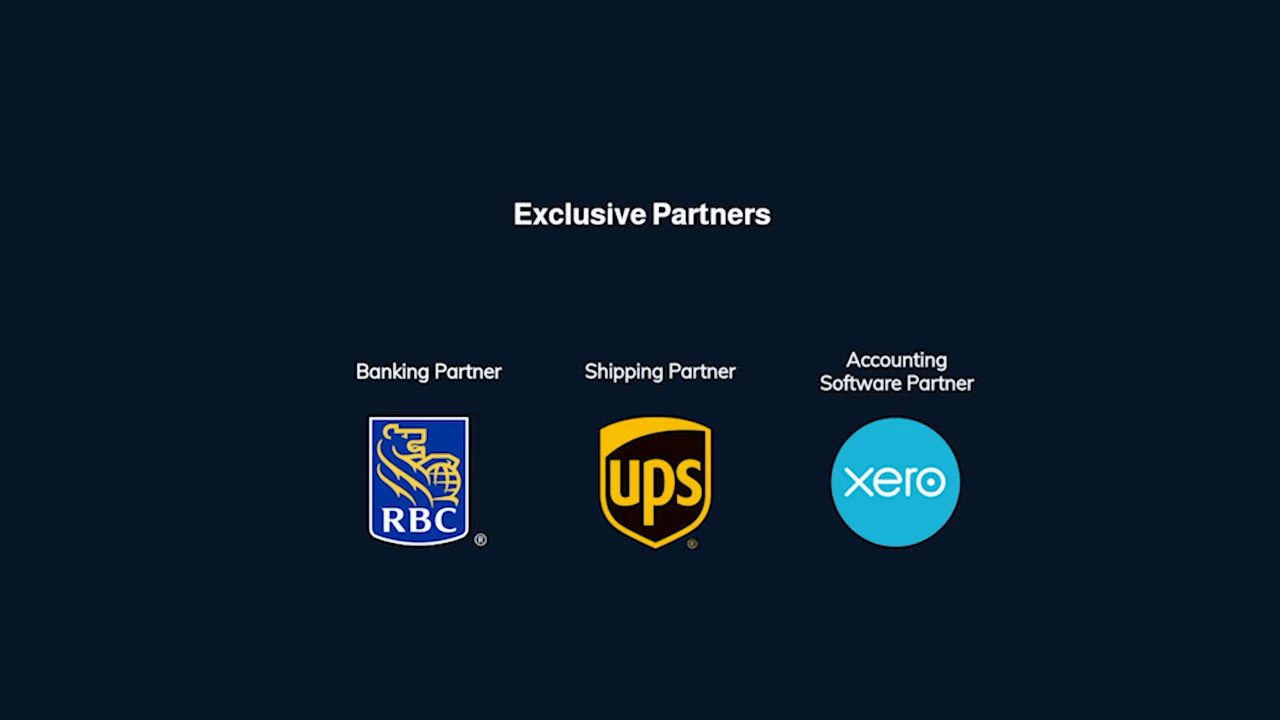 Exclusive Partners
Banking Partner
Shipping Partner
Accounting
Software Partner
RBC
®
ups
®
xero